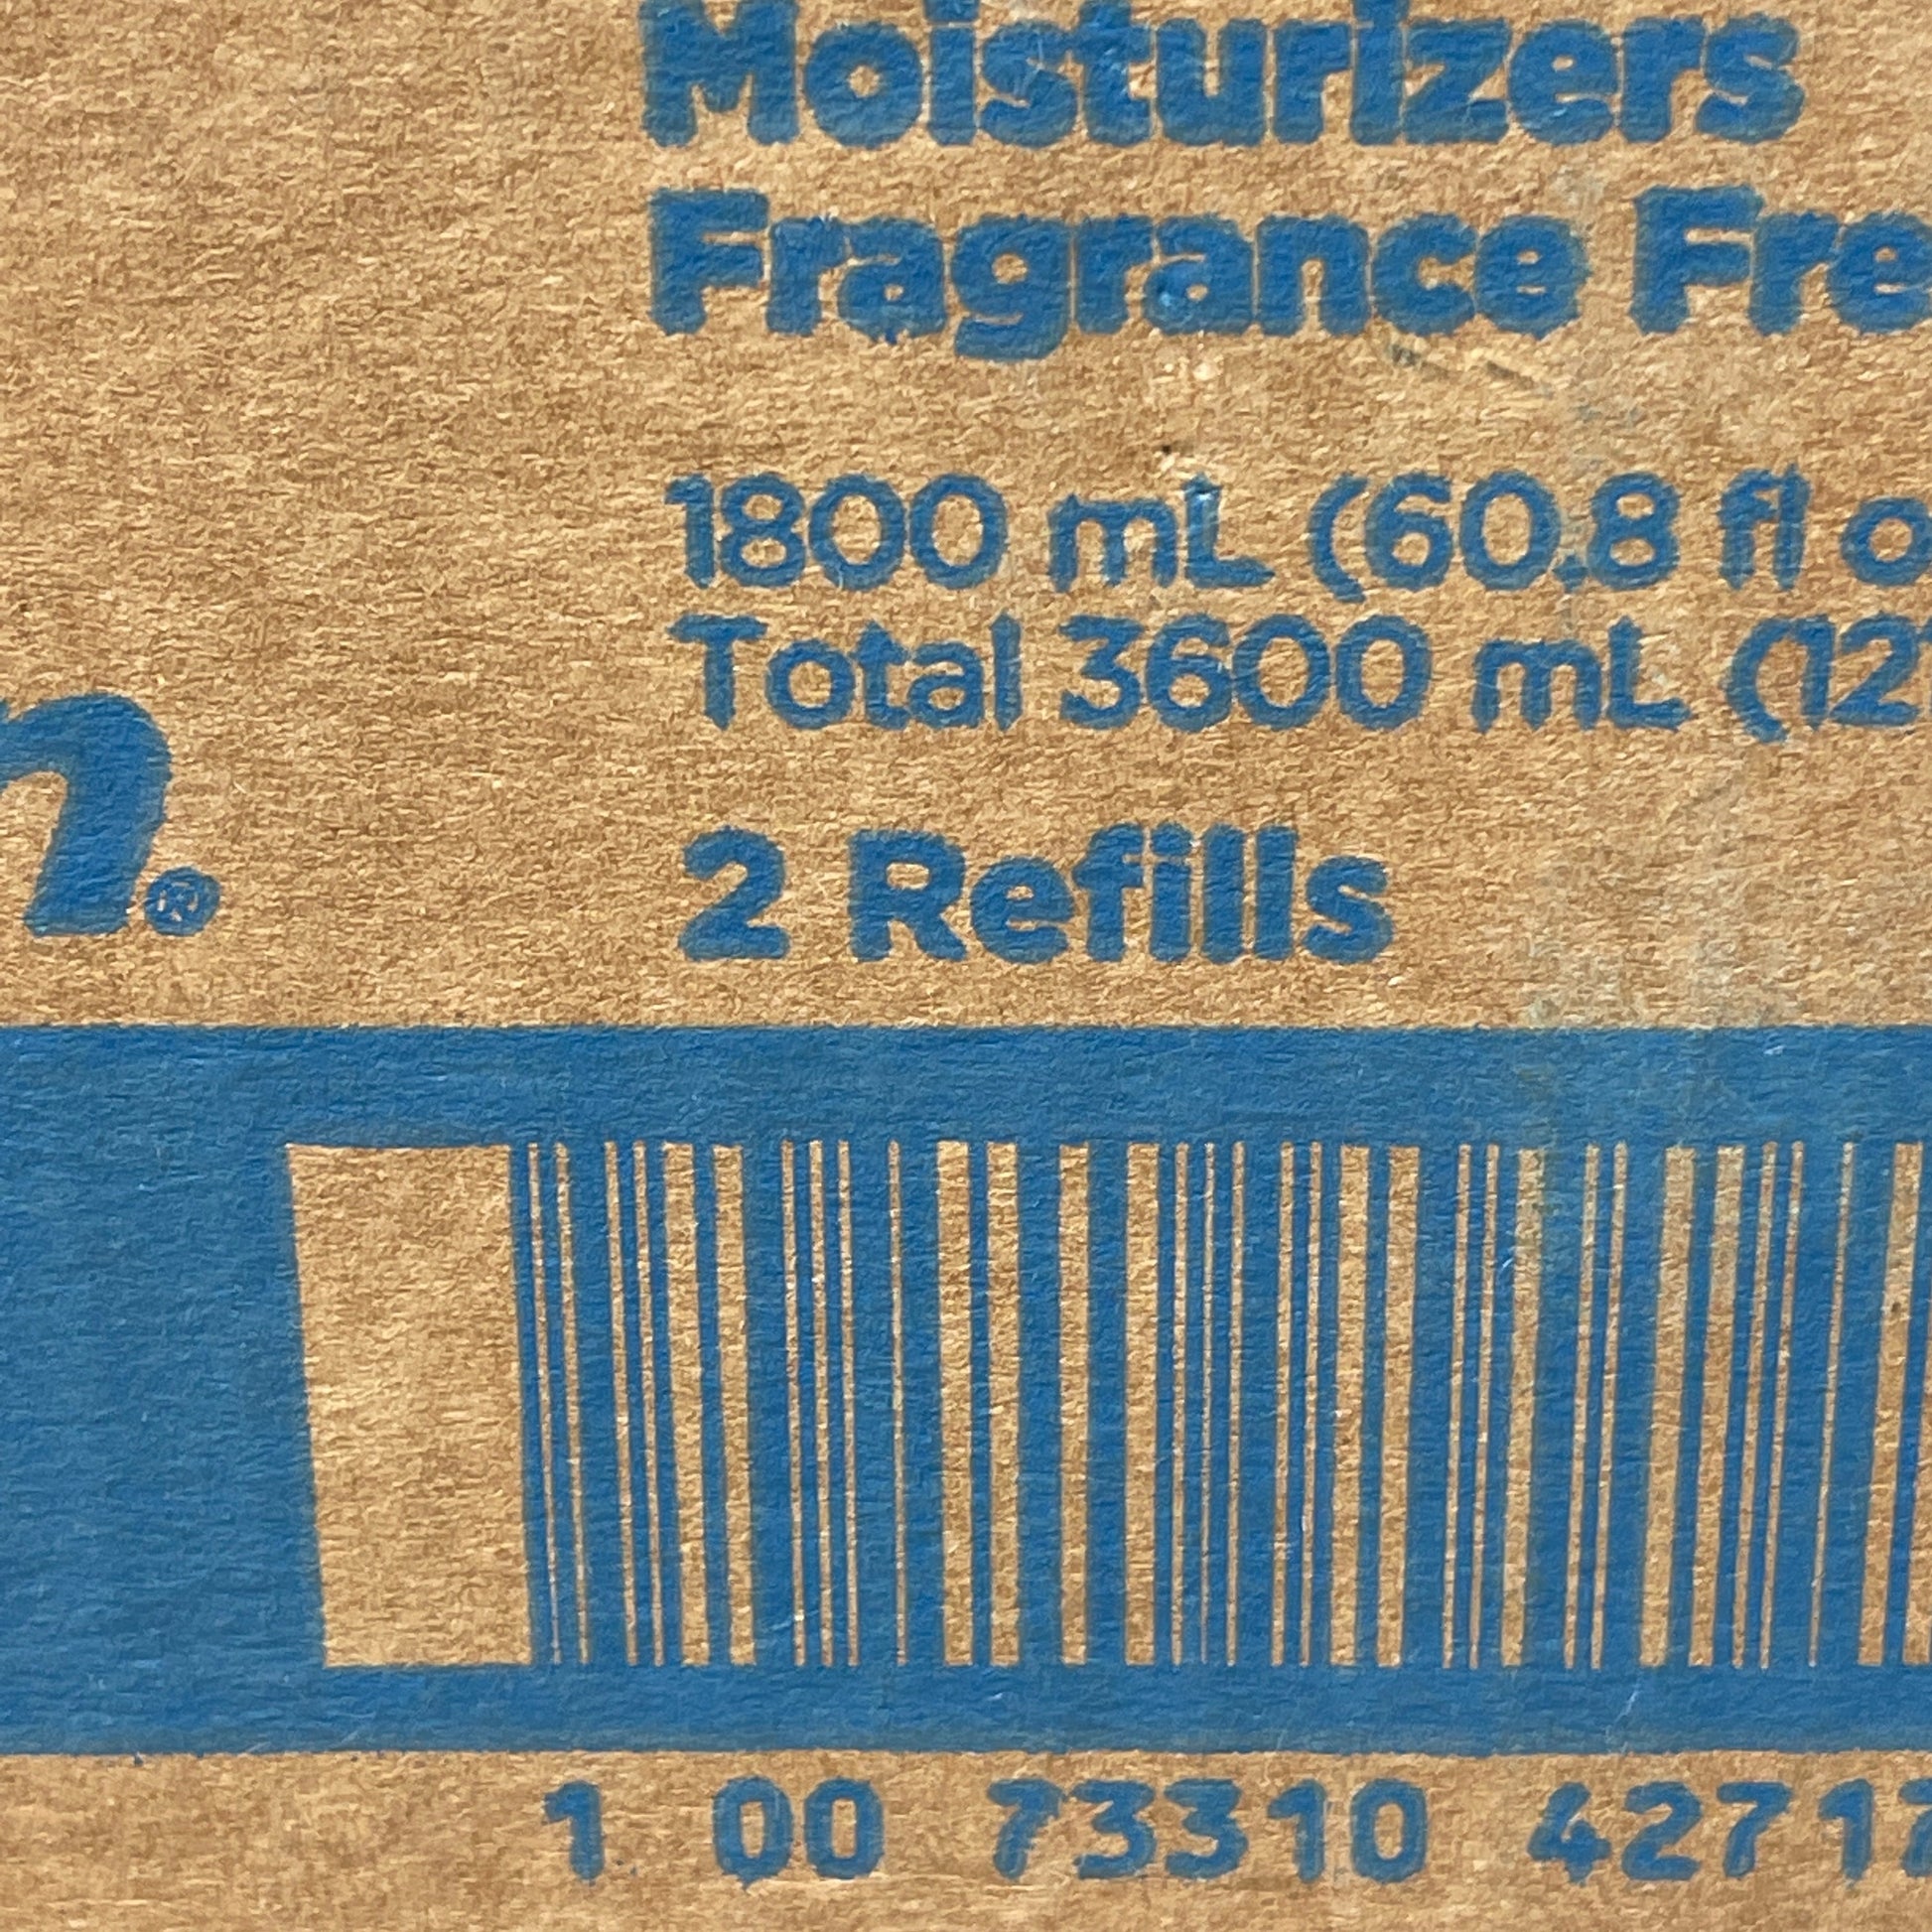 Moisturizers
Fragrance Fre
1800 mL (60.8 fl o
Total 3600 mL (12
n®
2 Refills
1 00 73310 4271